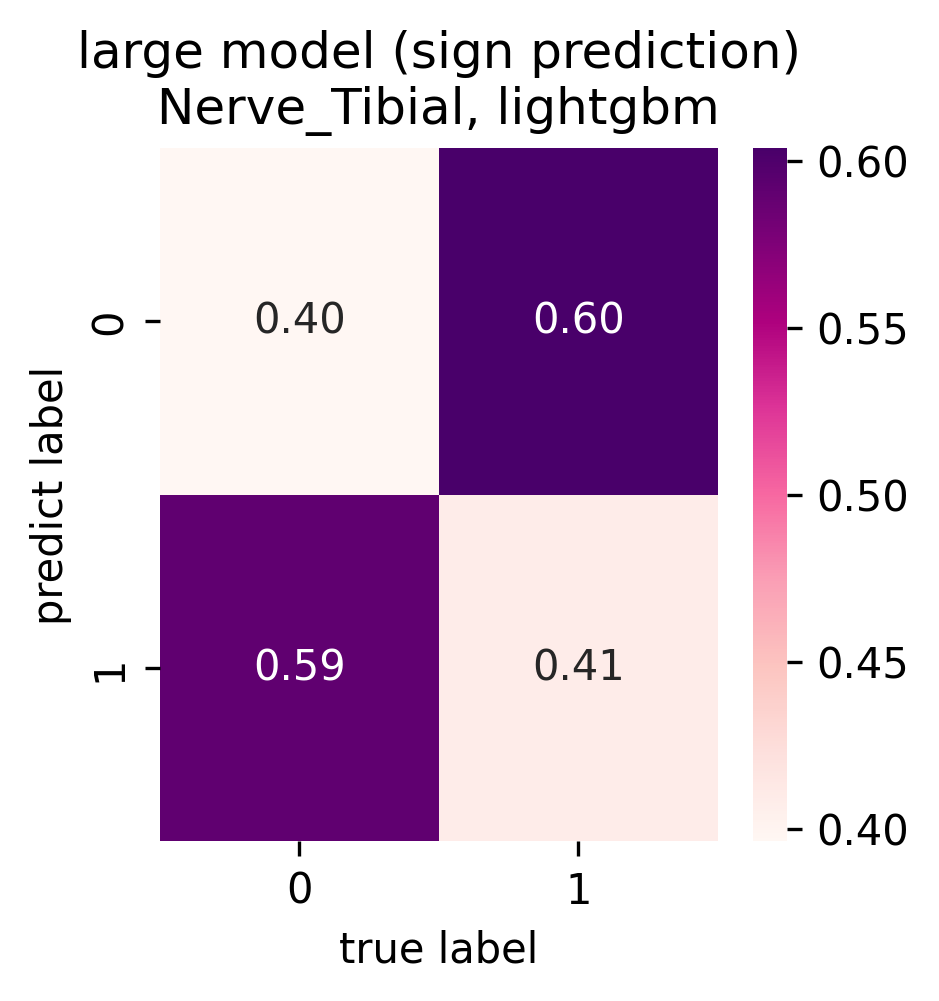 large model (sign prediction)
Nerve_Tibial, lightgbm
0.60
0.40 0.60
0
0.55
predict label
0.50
0.59 0.41
1
0.45
0.40
0 1
true label